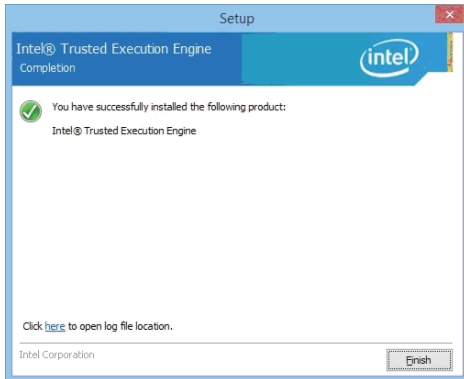 Setup
Intel® Trusted Execution Engine
Completion
intel
You have successfully installed the following product:
Intel® Trusted Execution Engine
Click here to open log file location.
Intel Corporation
Finish